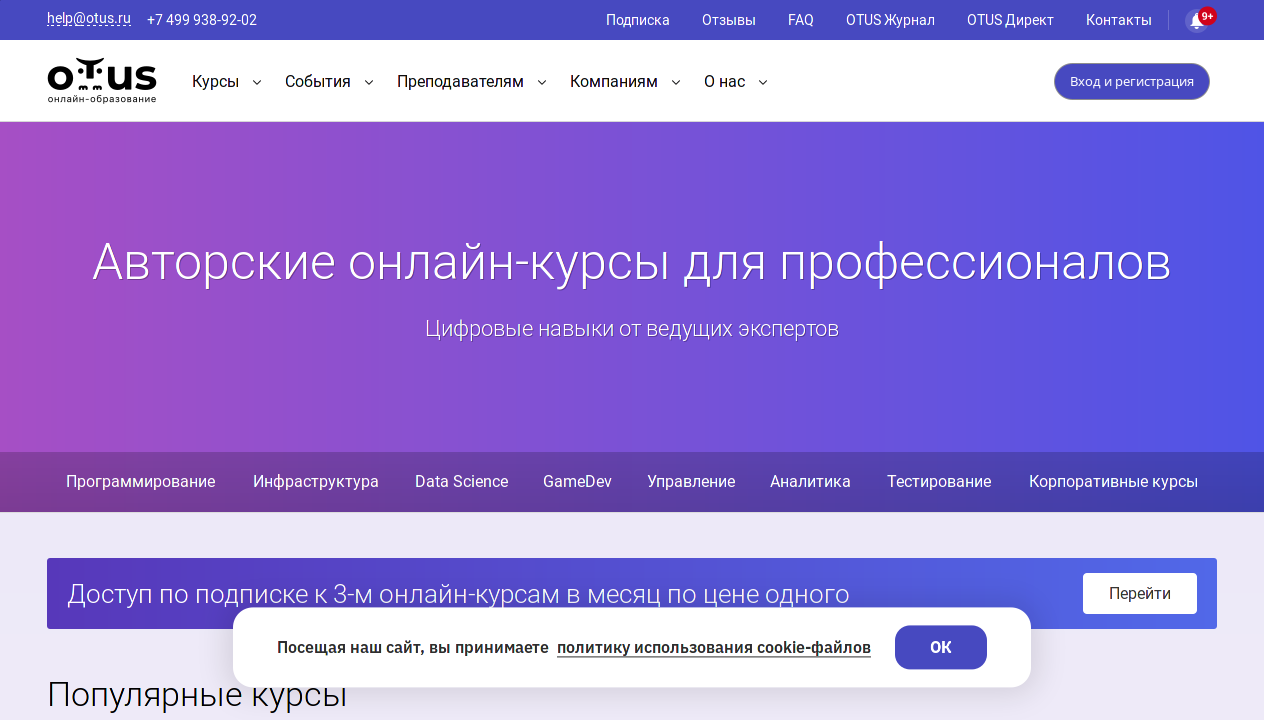 help@otus.ru +7 499 938-92-02 Подписка Отзывы FAQ OTUS Журнал OTUS Директ Контакты 9+
отus
онлайн-образование
Курсы События Преподавателям Компаниям О нас Вход и регистрация
Авторские онлайн-курсы для профессионалов
Цифровые навыки от ведущих экспертов
Программирование Инфраструктура Data Science GameDev Управление Аналитика Тестирование Корпоративные курсы
Доступ по подписке к 3-м онлайн-курсам в месяц по цене одного Перейти
Посещая наш сайт, вы принимаете политику использования cookie-файлов ОК
Популярные курсы